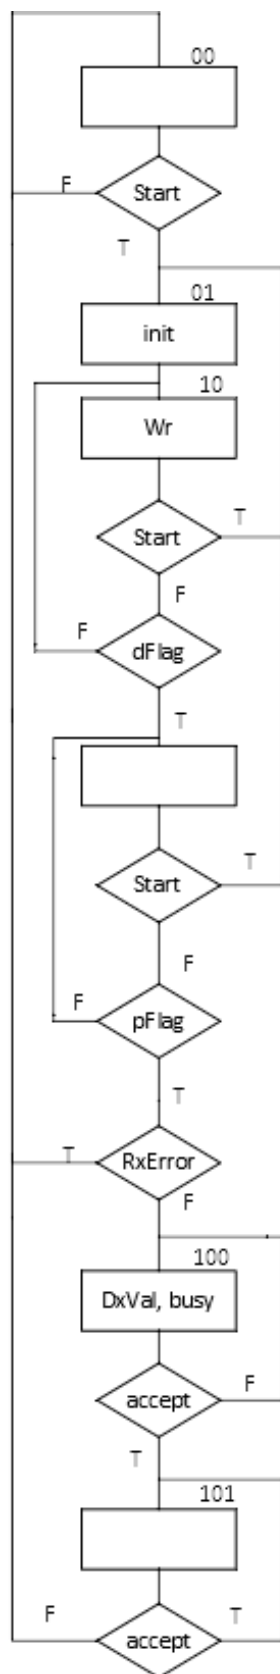 00
F
Start
T
01
init
10
Wr
T
Start
F
F
dFlag
T
T
Start
F
F
pFlag
T
T
RxError
F
100
DxVal, busy
F
accept
T
101
F
T
accept